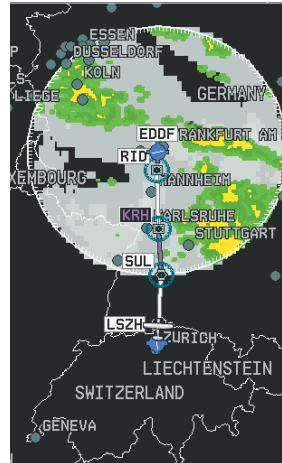 ESSEN
P
DUSSELDORF
S-
KOLN
LIEGE
GERMANY
EDDF RANKFURT AM
RID
XEMBOURG
MANNHEIM
KRH ARLSRUHE
STUTTGART
SUL
LSZH
ZURICH
LIECHTENSTEIN
SWITZERLAND
GENEVA